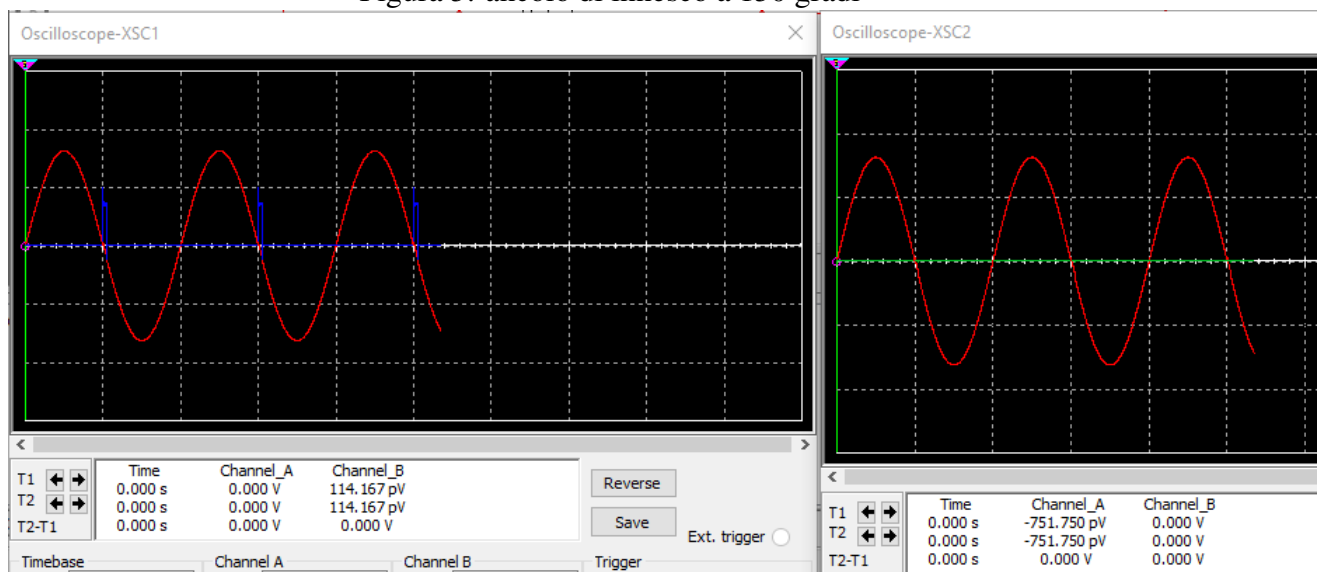 Oscilloscope-XSC1
Time Channel_A Channel_B
T1 0.000 s 0.000 V 114.167 pV
T2 0.000 s 0.000 V 114.167 pV
T2-T1 0.000 s 0.000 V 0.000 V
Reverse
Save
Ext. trigger
Timebase Channel A Channel B Trigger
Oscilloscope-XSC2
Time Channel_A Channel_B
T1 0.000 s -751.750 pV 0.000 V
T2 0.000 s -751.750 pV 0.000 V
T2-T1 0.000 s 0.000 V 0.000 V